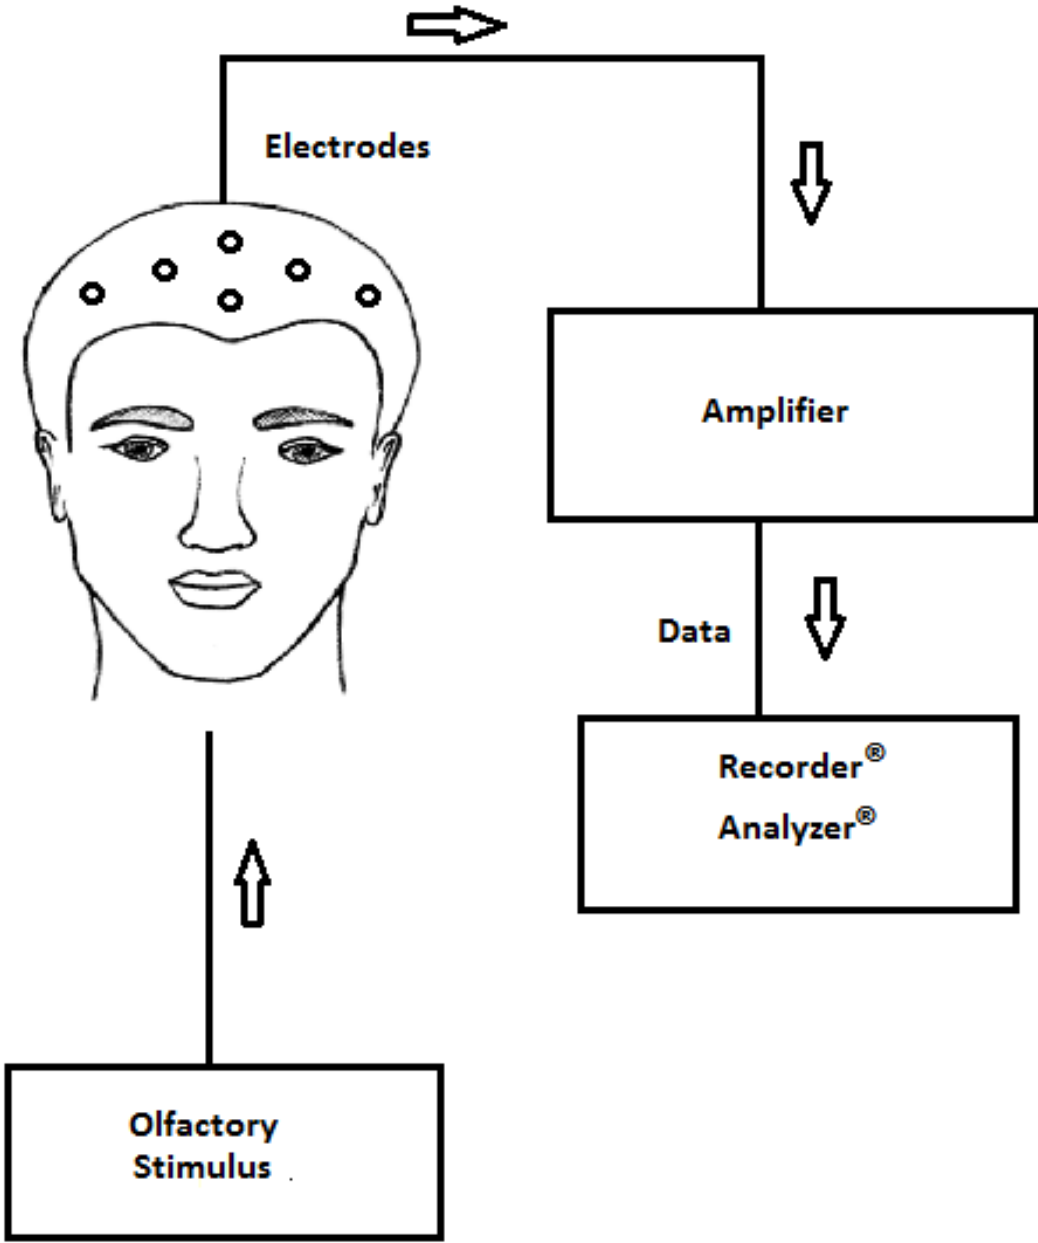 Electrodes
Amplifier
Data
Recorder®
Analyzer®
Olfactory
Stimulus .